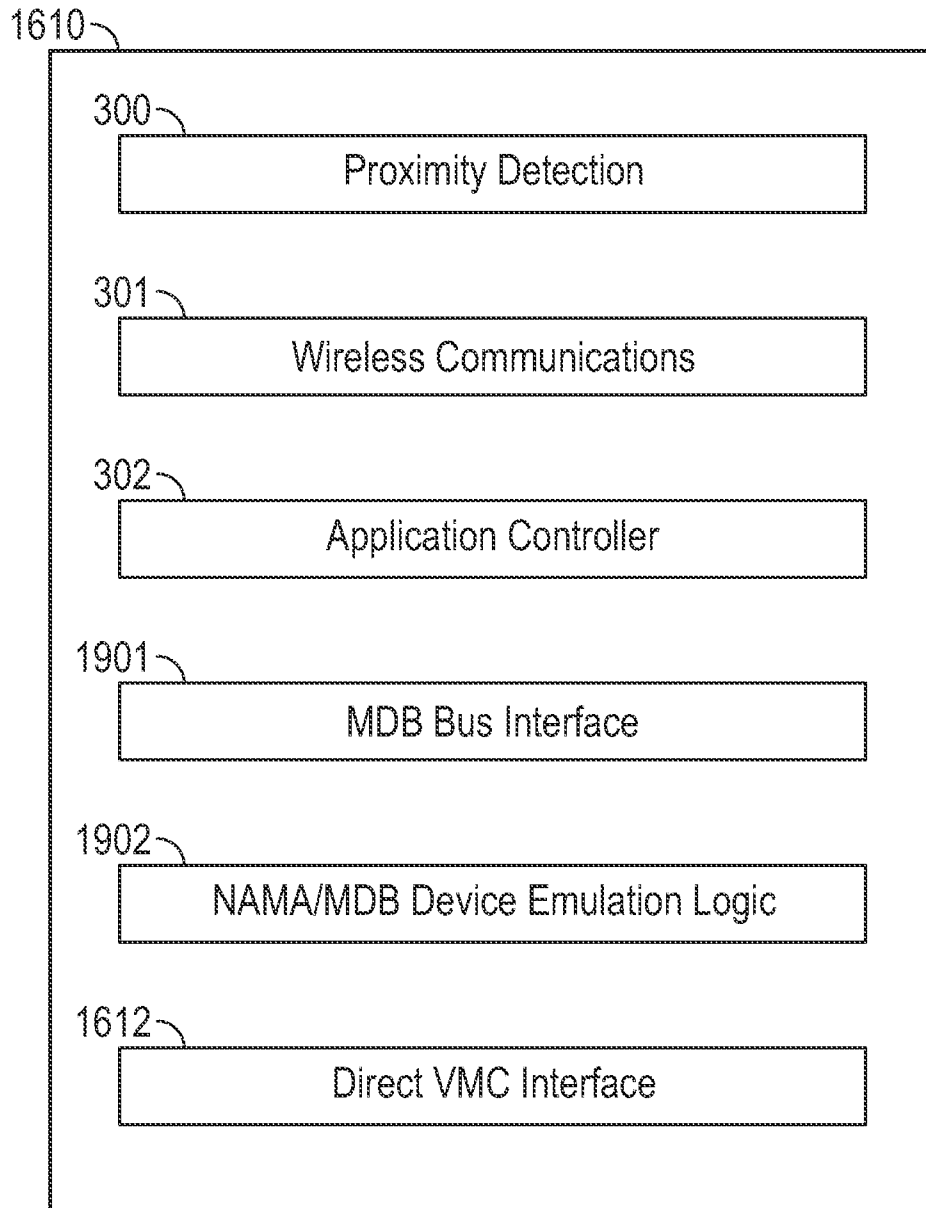 1610
300
Proximity Detection
301
Wireless Communications
302
Application Controller
1901
MDB Bus Interface
1902
NAMA/MDB Device Emulation Logic
1612
Direct VMC Interface